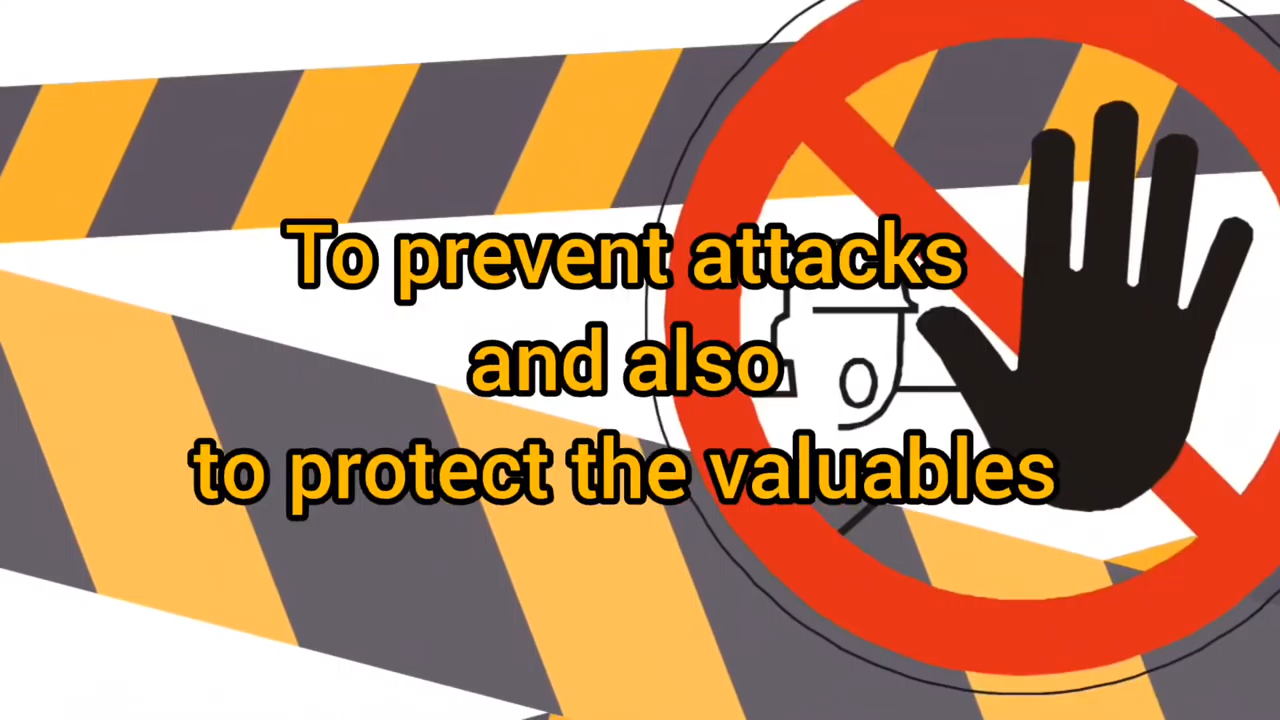 To prevent attacks
and also
to protect the valuables